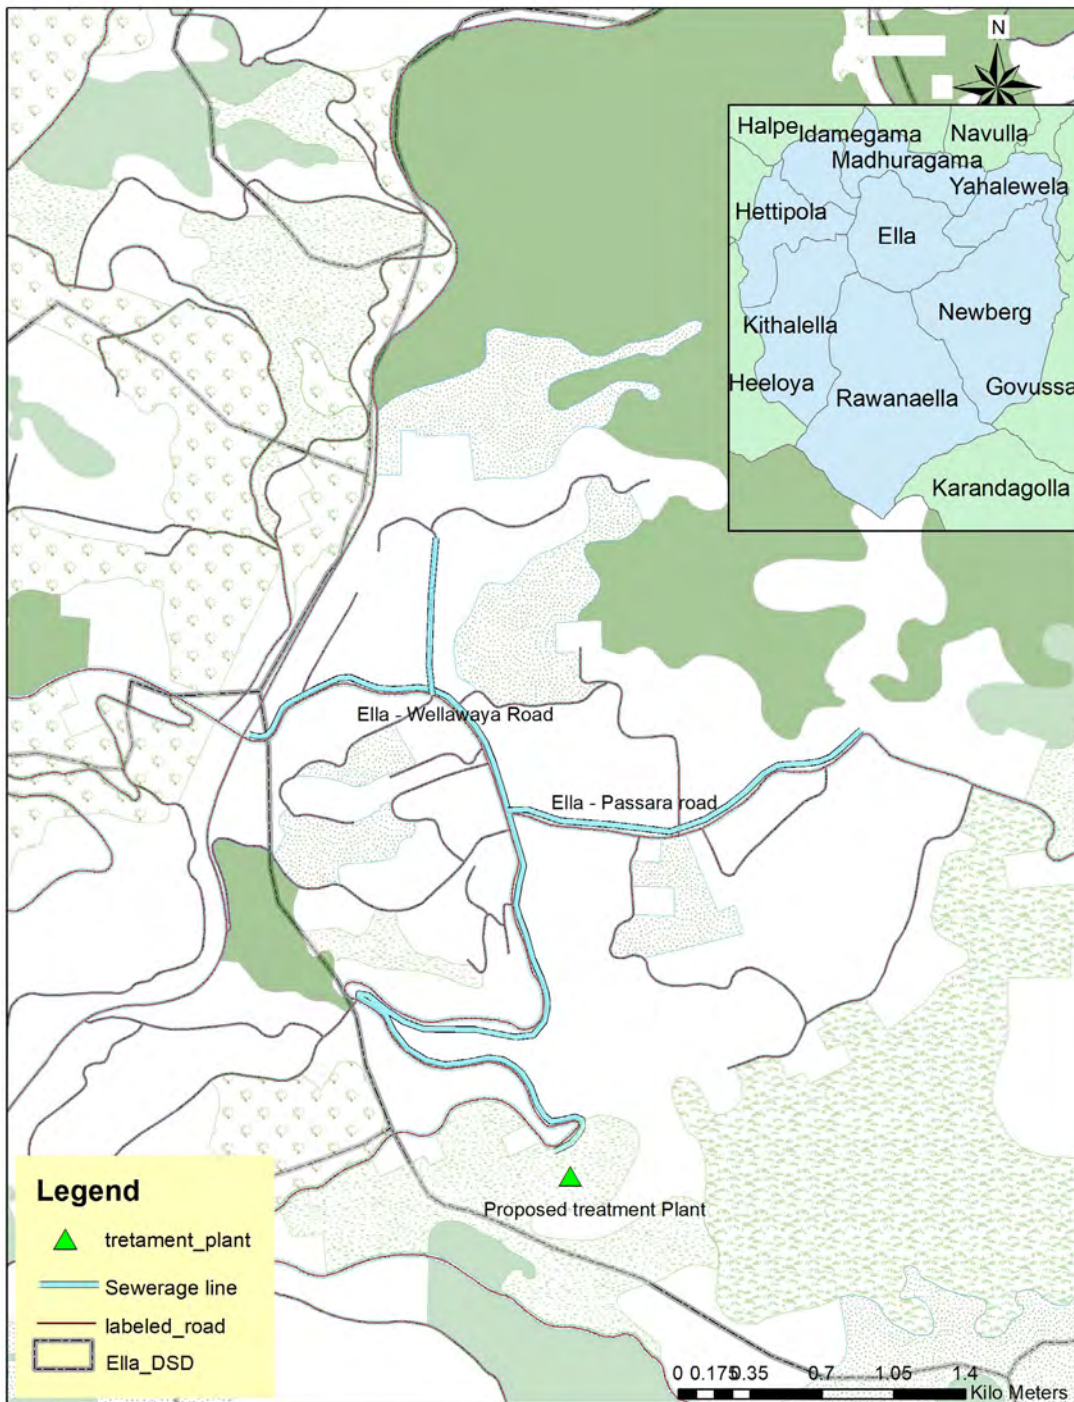 N
Halpe
Idamegama
Navulla
Madhuragama
Yahalewela
Hettipola
Ella
Newberg
Kithalella
Heeloya
Rawanaella
Govussa
Karandagolla
Ella - Wellawaya Road
Ella - Passara road
Proposed treatment Plant
Legend
tretament_plant
Sewerage line
labeled_road
Ella_DSD
0 0.175 0.35 0.7 1.05 1.4
Kilo Meters